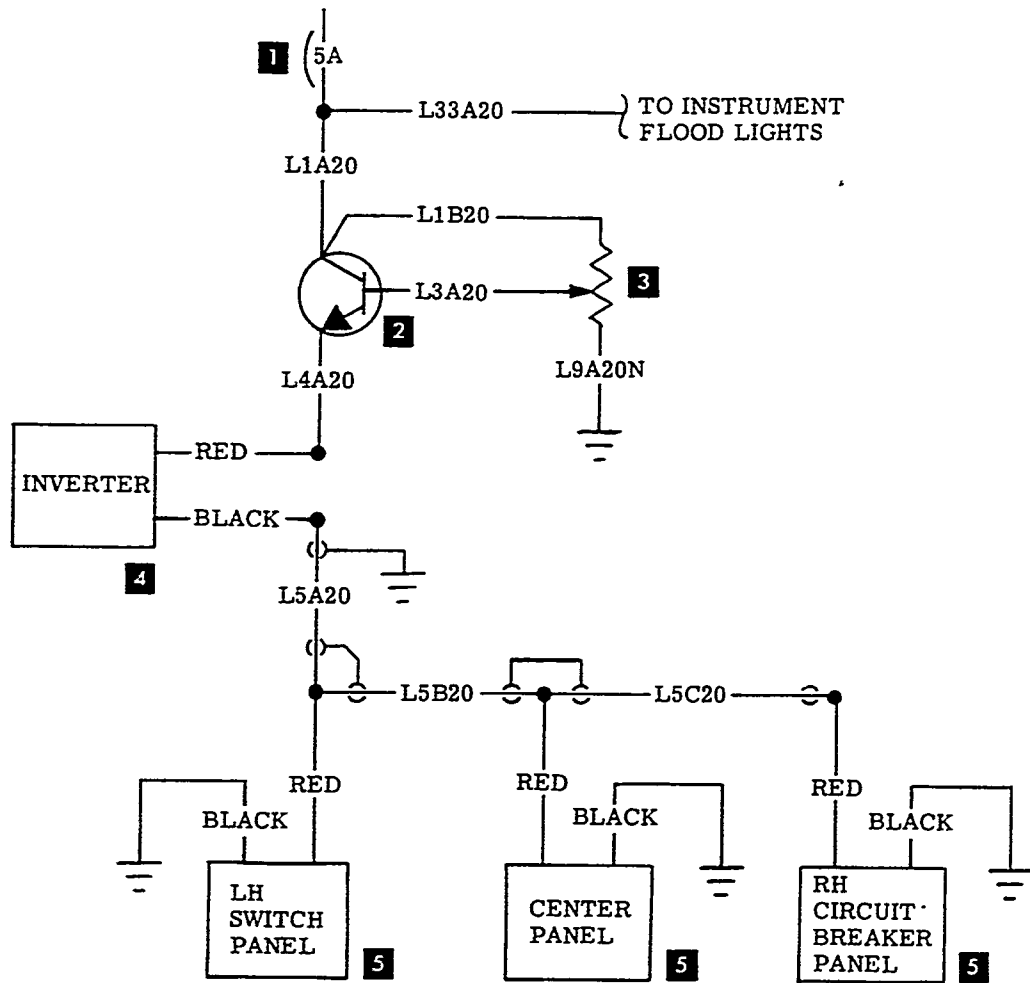 1
5A
L33A20
TO INSTRUMENT
FLOOD LIGHTS
L1A20
L1B20
3
L3A20
2
L4A20
L9A20N
RED
INVERTER
BLACK
4
L5A20
L5B20
L5C20
RED
RED
RED
BLACK
BLACK
BLACK
LH
SWITCH
PANEL
5
CENTER
PANEL
5
RH
CIRCUIT
BREAKER
PANEL
5